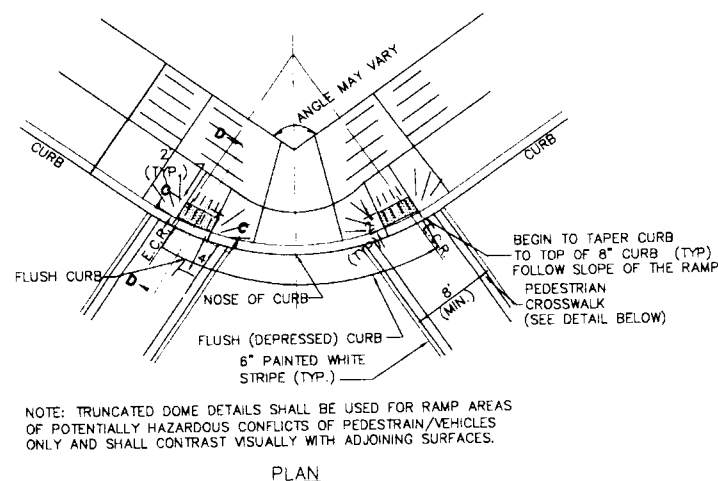 ANGLE MAY VARY
D
2'
(TYP.)
CURB
CURB
C
C
2'
(TYP)
E.C.R.
E.C.R.
4'
D
FLUSH CURB
NOSE OF CURB
BEGIN TO TAPER CURB
TO TOP OF 8" CURB (TYP)
FOLLOW SLOPE OF THE RAMP
PEDESTRIAN
CROSSWALK
(SEE DETAIL BELOW)
8'
(MIN.)
FLUSH (DEPRESSED) CURB
6" PAINTED WHITE
STRIPE (TYP.)
NOTE: TRUNCATED DOME DETAILS SHALL BE USED FOR RAMP AREAS
OF POTENTIALLY HAZARDOUS CONFLICTS OF PEDESTRAIN/VEHICLES
ONLY AND SHALL CONTRAST VISUALLY WITH ADJOINING SURFACES.
PLAN